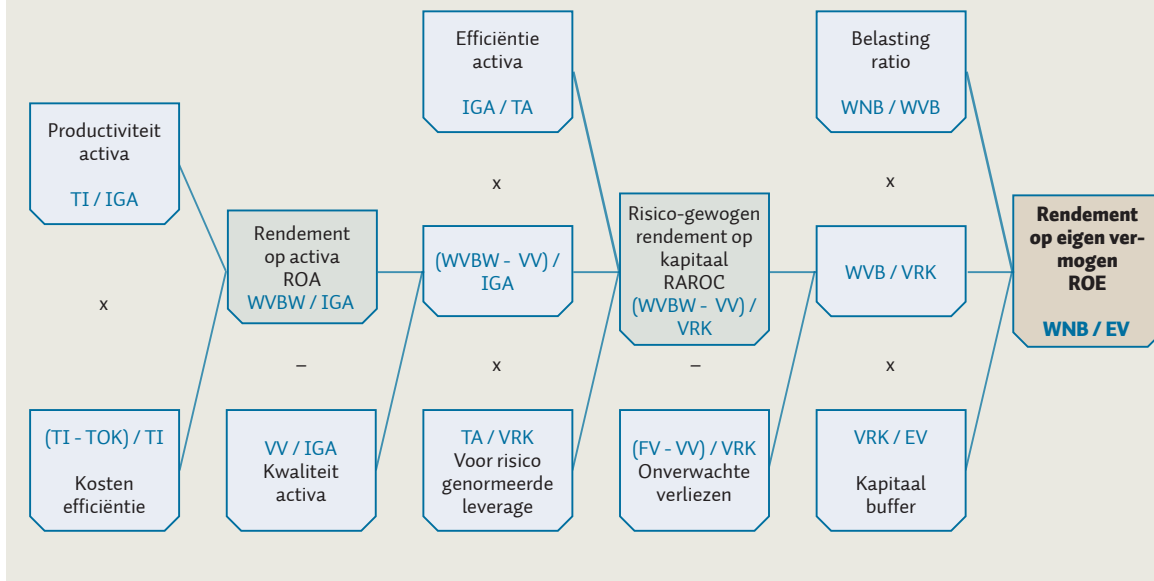 Efficiëntie
activa
IGA / TA
Belasting
ratio
WNB / WVB
Productiviteit
activa
TI / IGA
x
x
Rendement
op activa
ROA
WVBW / IGA
(WVBW - VV) /
IGA
Risico-gewogen
rendement op
kapitaal
RAROC
(WVBW - VV) /
VRK
WVB / VRK
Rendement
op eigen ver-
mogen
ROE
WNB / EV
x
–
x
–
x
(TI - TOK) / TI
Kosten
efficiëntie
VV / IGA
Kwaliteit
activa
TA / VRK
Voor risico
genormeerde
leverage
(FV - VV) / VRK
Onverwachte
verliezen
VRK / EV
Kapitaal
buffer